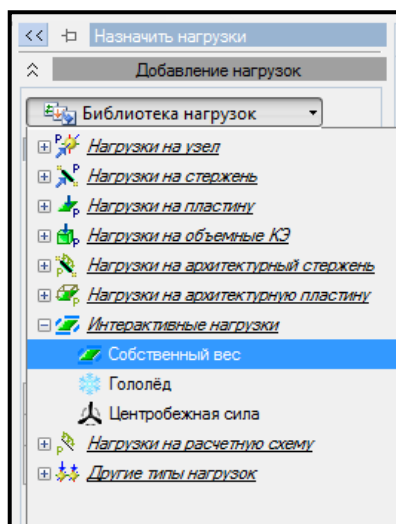 << Назначить нагрузки
Добавление нагрузок
Библиотека нагрузок
Нагрузки на узел
Нагрузки на стержень
Нагрузки на пластину
Нагрузки на объемные КЭ
Нагрузки на архитектурный стержень
Нагрузки на архитектурную пластину
Интерактивные нагрузки
Собственный вес
Гололёд
Центробежная сила
Нагрузки на расчетную схему
Другие типы нагрузок